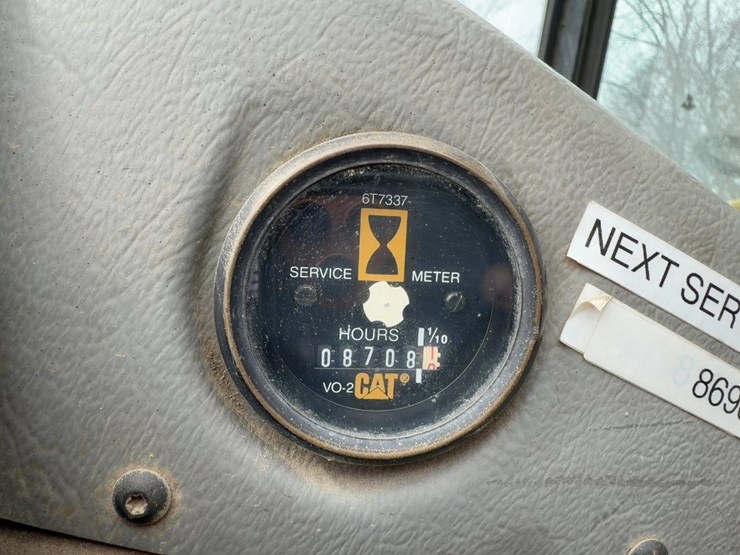 6T7337
SERVICE METER
HOURS 1/10
08708
VO-2 CAT®
NEXT SER
869